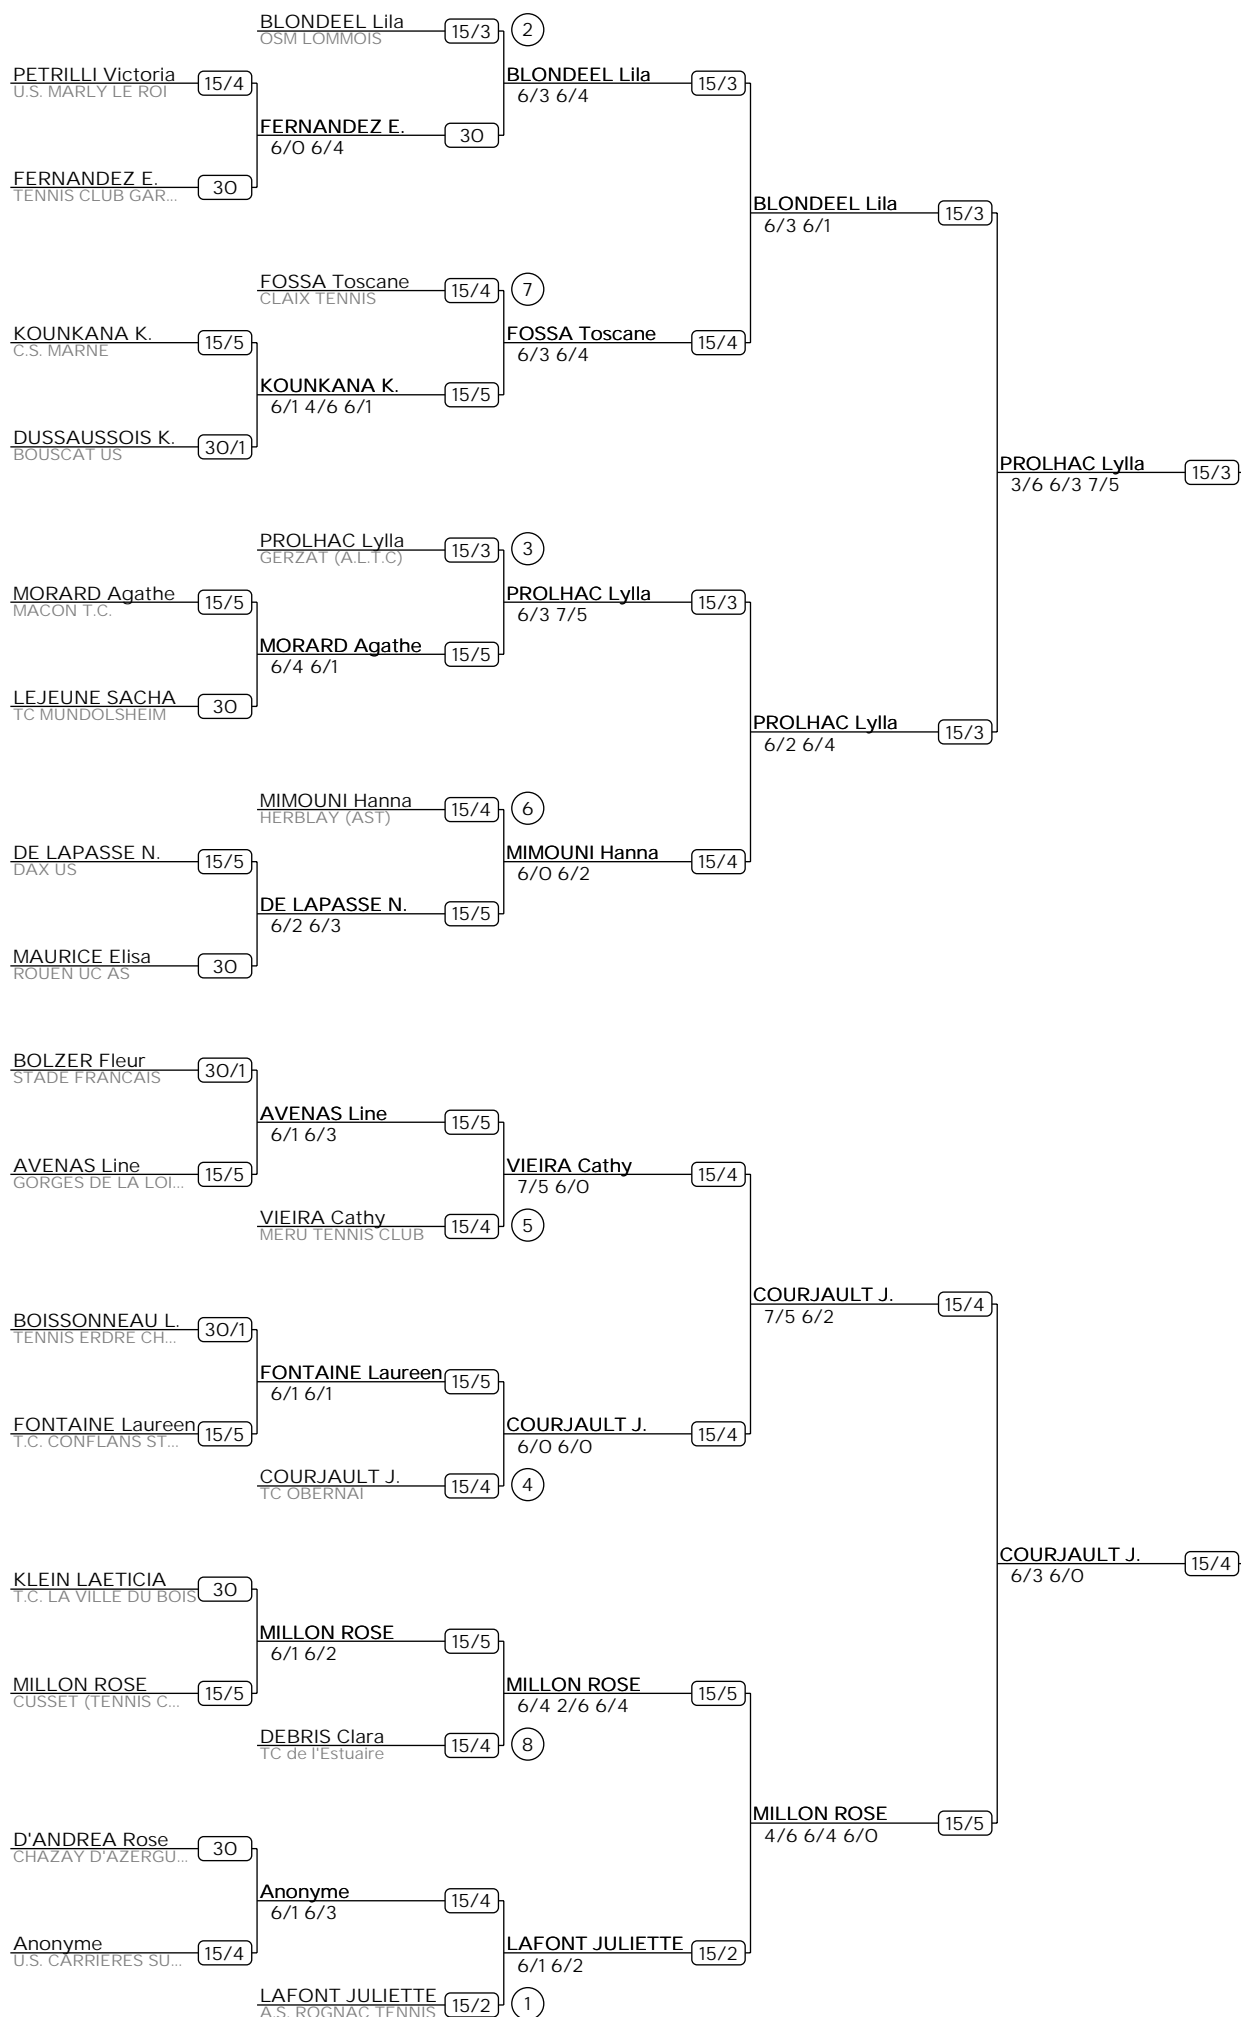 BLONDEEL Lila
OSM LOMMOIS
15/3
2
PETRILLI Victoria
U.S. MARLY LE ROI
15/4
BLONDEEL Lila
6/3 6/4
15/3
FERNANDEZ E.
6/0 6/4
30
FERNANDEZ E.
TENNIS CLUB GAR...
30
BLONDEEL Lila
6/3 6/1
15/3
FOSSA Toscane
CLAIX TENNIS
15/4
7
KOUNKANA K.
C.S. MARNE
15/5
FOSSA Toscane
6/3 6/4
15/4
KOUNKANA K.
6/1 4/6 6/1
15/5
DUSSAUSSOIS K.
BOUSCAT US
30/1
PROLHAC Lylla
3/6 6/3 7/5
15/3
PROLHAC Lylla
GERZAT (A.L.T.C)
15/3
3
MORARD Agathe
MACON T.C.
15/5
PROLHAC Lylla
6/3 7/5
15/3
MORARD Agathe
6/4 6/1
15/5
LEJEUNE SACHA
TC MUNDOLSHEIM
30
PROLHAC Lylla
6/2 6/4
15/3
MIMOUNI Hanna
HERBLAY (AST)
15/4
6
DE LAPASSE N.
DAX US
15/5
MIMOUNI Hanna
6/0 6/2
15/4
DE LAPASSE N.
6/2 6/3
15/5
MAURICE Elisa
ROUEN UC AS
30
BOLZER Fleur
STADE FRANCAIS
30/1
AVENAS Line
6/1 6/3
15/5
AVENAS Line
GORGES DE LA LOI...
15/5
VIEIRA Cathy
7/5 6/0
15/4
VIEIRA Cathy
MERU TENNIS CLUB
15/4
5
COURJAULT J.
7/5 6/2
15/4
BOISSONNEAU L.
TENNIS ERDRE CH...
30/1
FONTAINE Laureen
6/1 6/1
15/5
FONTAINE Laureen
T.C. CONFLANS ST...
15/5
COURJAULT J.
6/0 6/0
15/4
COURJAULT J.
TC OBERNAI
15/4
4
COURJAULT J.
6/3 6/0
15/4
KLEIN LAETICIA
T.C. LA VILLE DU BOIS
30
MILLON ROSE
6/1 6/2
15/5
MILLON ROSE
CUSSET (TENNIS C...
15/5
MILLON ROSE
6/4 2/6 6/4
15/5
DEBRIS Clara
TC de l'Estuaire
15/4
8
MILLON ROSE
4/6 6/4 6/0
15/5
D'ANDREA Rose
CHAZAY D'AZERGU...
30
Anonyme
6/1 6/3
15/4
Anonyme
U.S. CARRIERES SU...
15/4
LAFONT JULIETTE
6/1 6/2
15/2
LAFONT JULIETTE
A.S. ROGNAC TENNIS
15/2
1